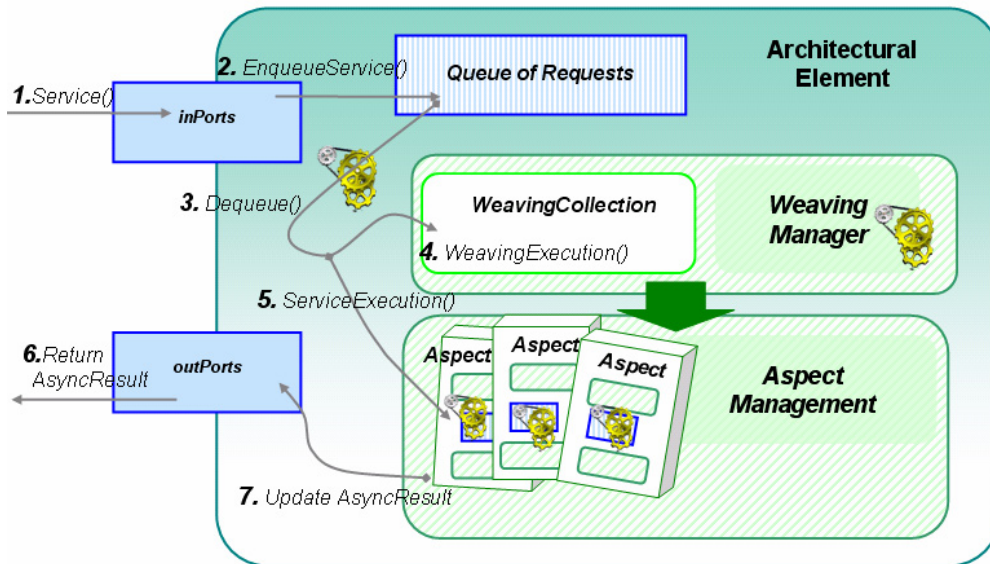 Architectural
Element
2. EnqueueService()
Queue of Requests
1.Service()
inPorts
3. Dequeue()
WeavingCollection
Weaving
Manager
4. WeavingExecution()
5. ServiceExecution()
6.Return
AsyncResult
outPorts
Aspect
Aspect
Aspect
Aspect
Management
7. Update AsyncResult